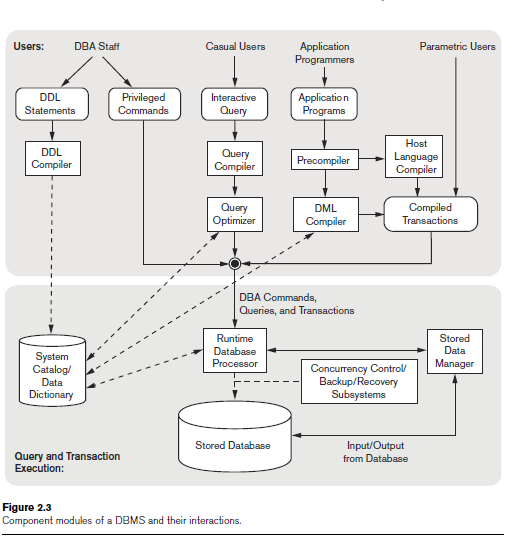 Users:
DBA Staff
Casual Users
Application
Programmers
Parametric Users
DDL
Statements
Privileged
Commands
Interactive
Query
Application
Programs
DDL
Compiler
Query
Compiler
Precompiler
Host
Language
Compiler
Query
Optimizer
DML
Compiler
Compiled
Transactions
DBA Commands,
Queries, and Transactions
System
Catalog/
Data
Dictionary
Runtime
Database
Processor
Stored
Data
Manager
Concurrency Control/
Backup/Recovery
Subsystems
Stored Database
Input/Output
from Database
Query and Transaction
Execution:
Figure 2.3
Component modules of a DBMS and their interactions.